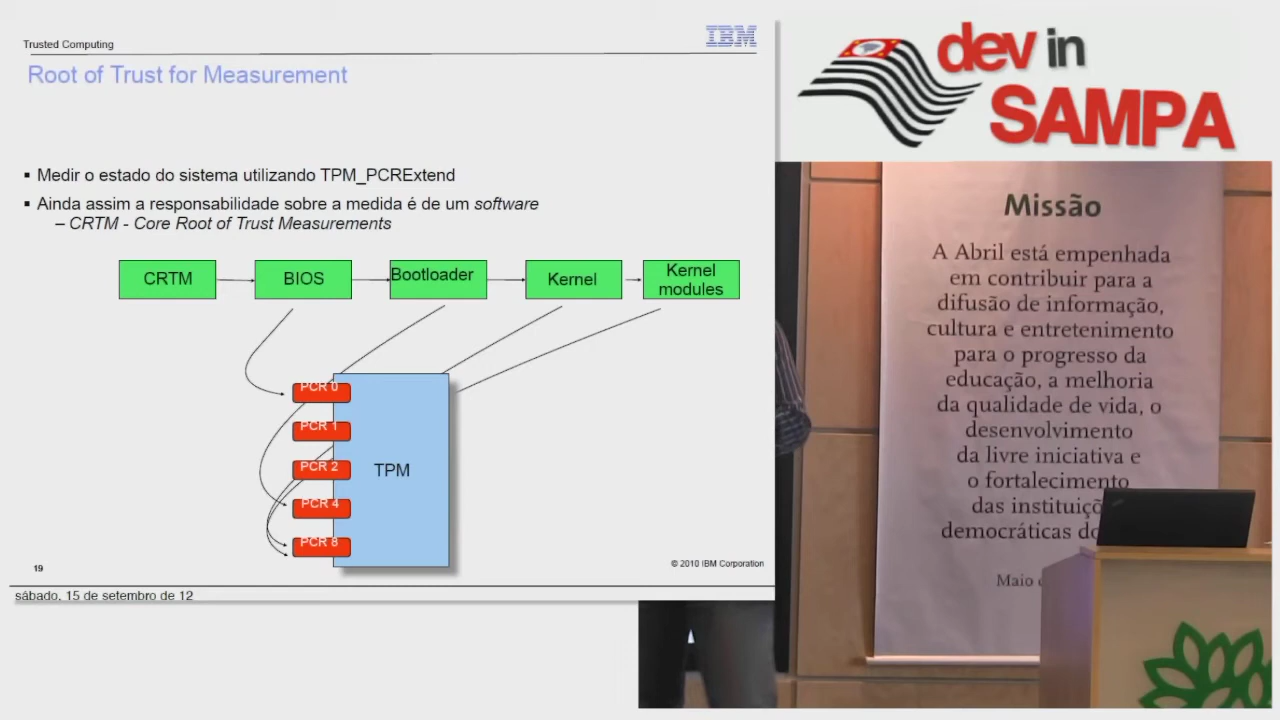 Trusted Computing
IBM
Root of Trust for Measurement
▪ Medir o estado do sistema utilizando TPM_PCRExtend
▪ Ainda assim a responsabilidade sobre a medida é de um software
– CRTM - Core Root of Trust Measurements
CRTM
BIOS
Bootloader
Kernel
Kernel
modules
PCR 0
PCR 1
PCR 2
PCR 4
PCR 8
TPM
19
© 2010 IBM Corporation
sábado, 15 de setembro de 12
dev in
SAMPA
Missão
A Abril está empenhada
em contribuir para a
difusão de informação,
cultura e entretenimento
para o progresso da
educação, a melhoria
da qualidade de vida, o
desenvolvimento
da livre iniciativa e
o fortalecimento
das instituiçõ
democráticas do
Maio